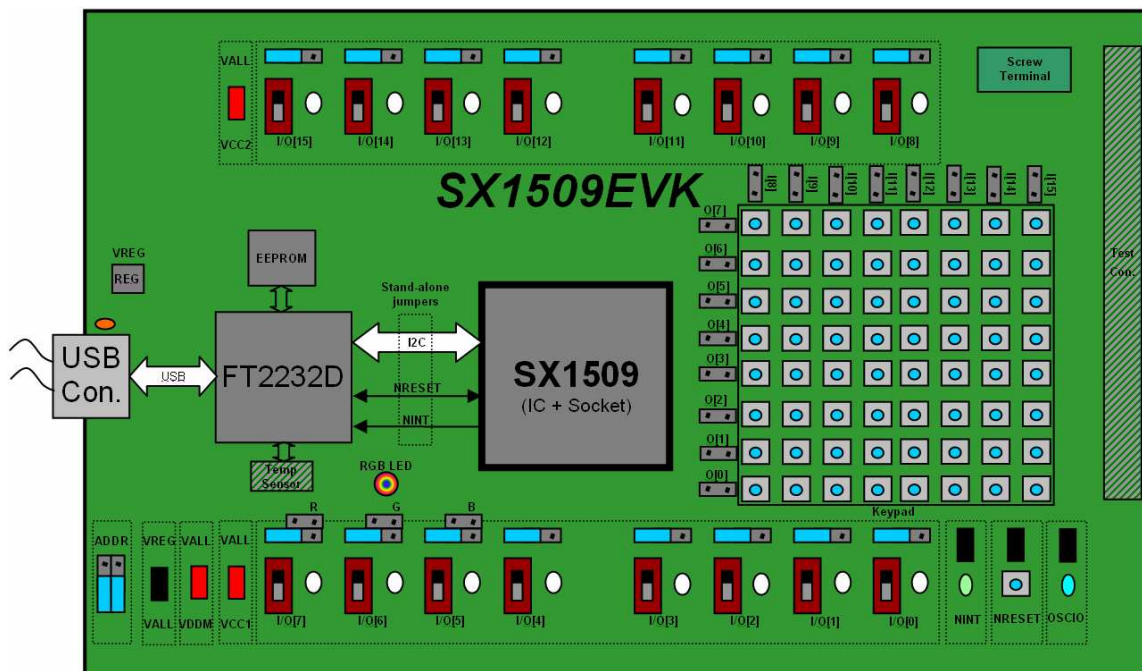 VALL
VCC2
I/O[15]
I/O[14]
I/O[13]
I/O[12]
I/O[11]
I/O[10]
I/O[9]
I/O[8]
Screw
Terminal
SX1509EVK
I[8]
I[9]
I[10]
I[11]
I[12]
I[13]
I[14]
I[15]
O[7]
O[6]
O[5]
O[4]
O[3]
O[2]
O[1]
O[0]
Keypad
Test
Con.
VREG
REG
EEPROM
Stand-alone
jumpers
USB
Con.
USB
FT2232D
I2C
NRESET
NINT
SX1509
(IC + Socket)
Temp
Sensor
RGB LED
R
G
B
ADDR
VREG
VALL
VALL
VDDM
VALL
VCC1
I/O[7]
I/O[6]
I/O[5]
I/O[4]
I/O[3]
I/O[2]
I/O[1]
I/O[0]
NINT
NRESET
OSCIO